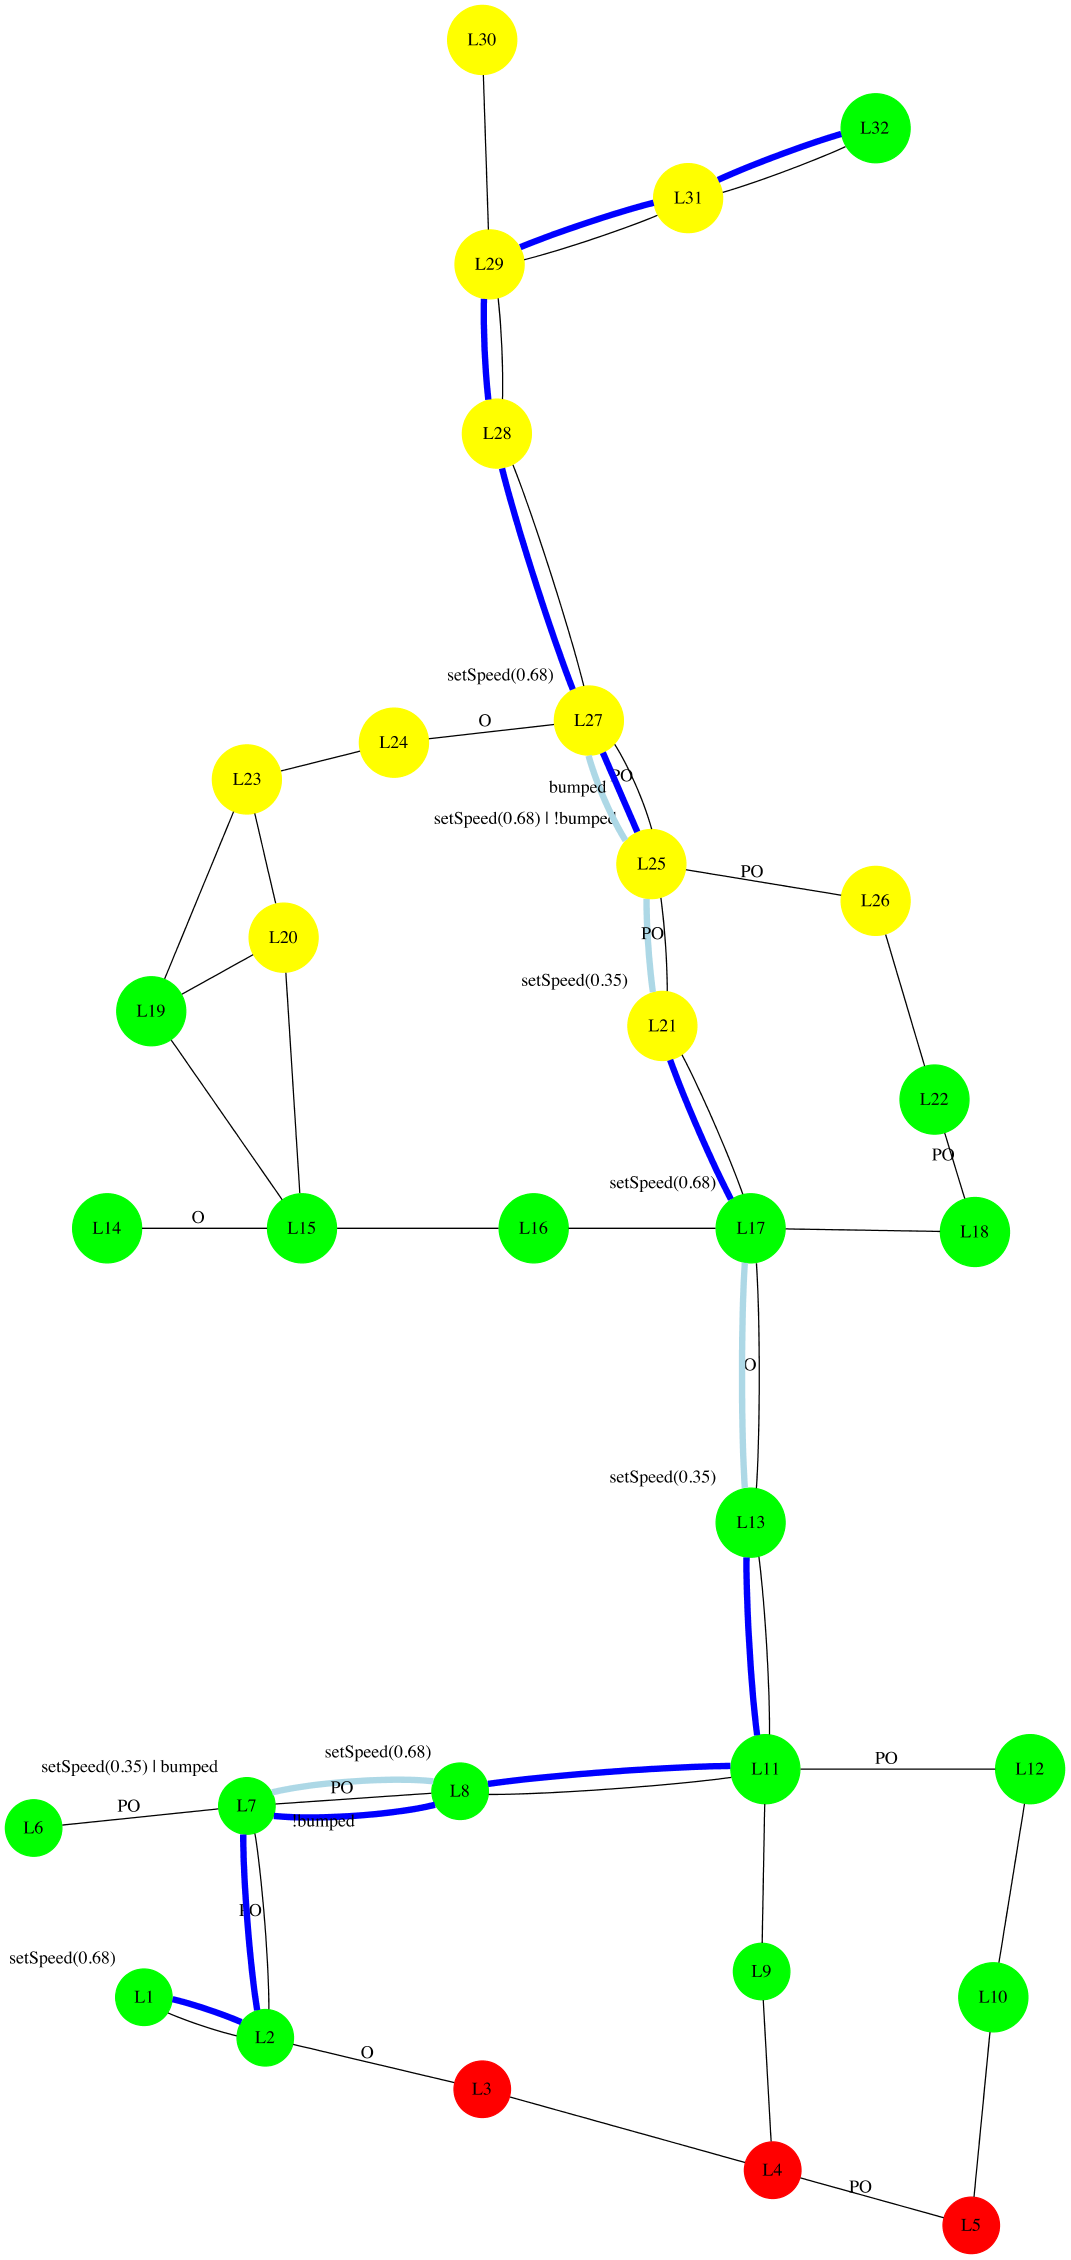 L30
L32
L31
L29
L28
setSpeed(0.68)
L27
O
L24
L23
PO
bumped
setSpeed(0.68) | !bumped
L25
PO
L26
L20
PO
setSpeed(0.35)
L19
L21
L22
PO
setSpeed(0.68)
O
L14
L15
L16
L17
L18
O
setSpeed(0.35)
L13
setSpeed(0.68)
PO
setSpeed(0.35) | bumped
L11
L12
PO
L8
PO
L7
!bumped
L6
PO
setSpeed(0.68)
L9
L1
L10
L2
O
L3
L4
PO
L5